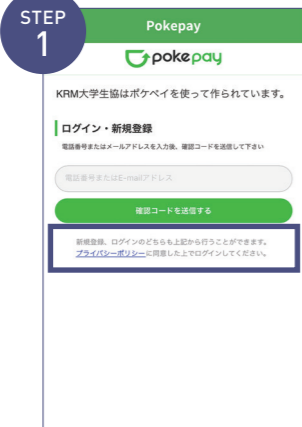 STEP
1
Pokepay
pokepay
KRM大学生協はポケペイを使って作られています。
ログイン・新規登録
電話番号またはメールアドレスを入力後、確認コードを送信して下さい
電話番号またはE-mailアドレス
確認コードを送信する
新規登録、ログインのどちらも上記から行うことができます。
プライバシーポリシーに同意した上でログインしてください。